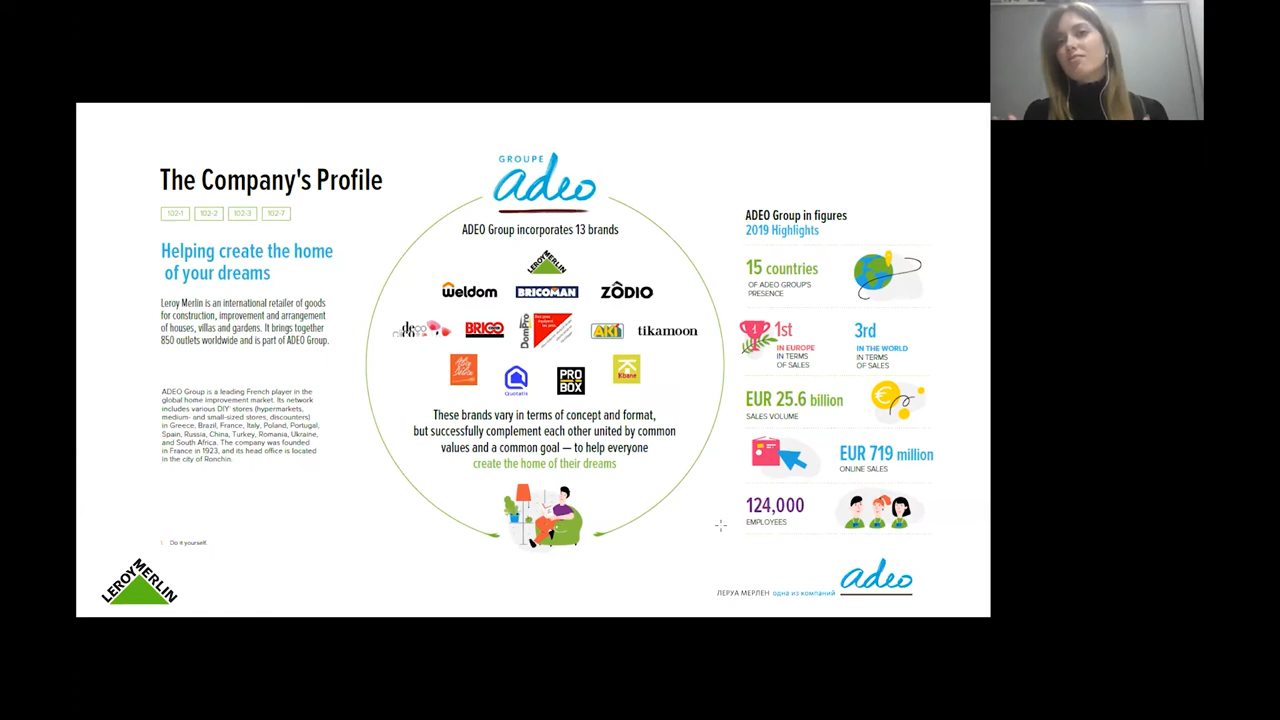 The Company's Profile
102-1 102-2 102-3 102-7
Helping create the home
of your dreams
Leroy Merlin is an international retailer of goods
for construction, improvement and arrangement
of houses, villas and gardens. It brings together
850 outlets worldwide and is part of ADEO Group.
ADEO Group is a leading French player in the
global home improvement market. Its network
includes various DIY¹ stores (hypermarkets,
medium- and small-sized stores, discounters)
in Greece, Brazil, France, Italy, Poland, Portugal,
Spain, Russia, China, Turkey, Romania, Ukraine,
and South Africa. The company was founded
in France in 1923, and its head office is located
in the city of Ronchin.
1. Do it yourself.
LEROY MERLIN
GROUPE
adeo
ADEO Group incorporates 13 brands
LEROY MERLIN
weldom BRICOMAN ZÔDIO
BRICO DomPro AKI tikamoon
Quotatis PRO BOX Kbane
These brands vary in terms of concept and format,
but successfully complement each other united by common
values and a common goal — to help everyone
create the home of their dreams
ADEO Group in figures
2019 Highlights
15 countries
OF ADEO GROUP'S
PRESENCE
1st
IN EUROPE
IN TERMS
OF SALES
3rd
IN THE WORLD
IN TERMS
OF SALES
EUR 25.6 billion
SALES VOLUME
EUR 719 million
ONLINE SALES
124,000
EMPLOYEES
ЛЕРУА МЕРЛЕН одна из компаний adeo